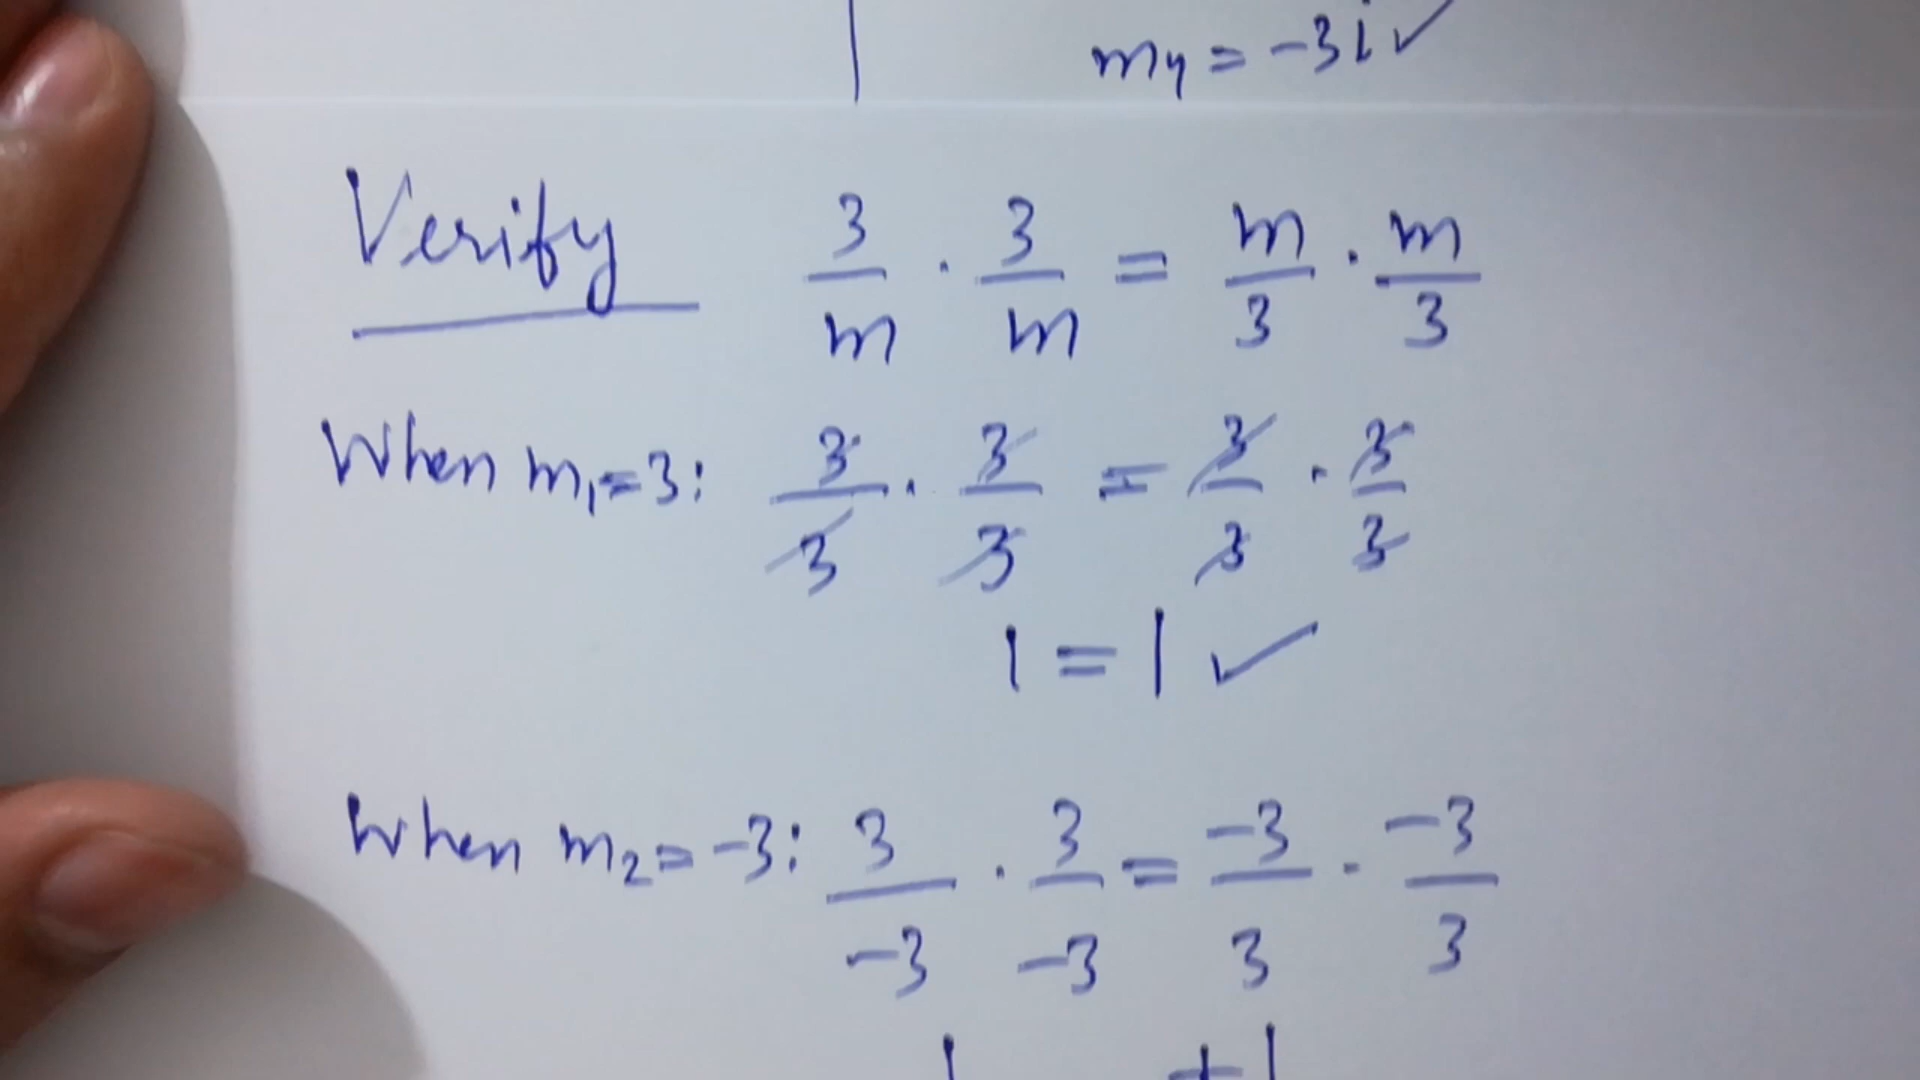 m₄ = -3i ✓
Verify 3/m · 3/m = m/3 · m/3
When m₁=3: 3/3 · 3/3 = 3/3 · 3/3
1 = 1 ✓
When m₂ = -3: 3/-3 · 3/-3 = -3/3 · -3/3